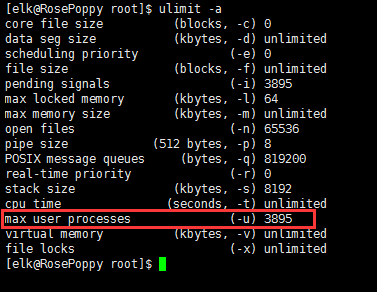 [elk@RosePoppy root]$ ulimit -a
core file size          (blocks, -c) 0
data seg size           (kbytes, -d) unlimited
scheduling priority             (-e) 0
file size               (blocks, -f) unlimited
pending signals                 (-i) 3895
max locked memory       (kbytes, -l) 64
max memory size         (kbytes, -m) unlimited
open files                      (-n) 65536
pipe size            (512 bytes, -p) 8
POSIX message queues     (bytes, -q) 819200
real-time priority              (-r) 0
stack size              (kbytes, -s) 8192
cpu time               (seconds, -t) unlimited
max user processes              (-u) 3895
virtual memory          (kbytes, -v) unlimited
file locks                      (-x) unlimited
[elk@RosePoppy root]$